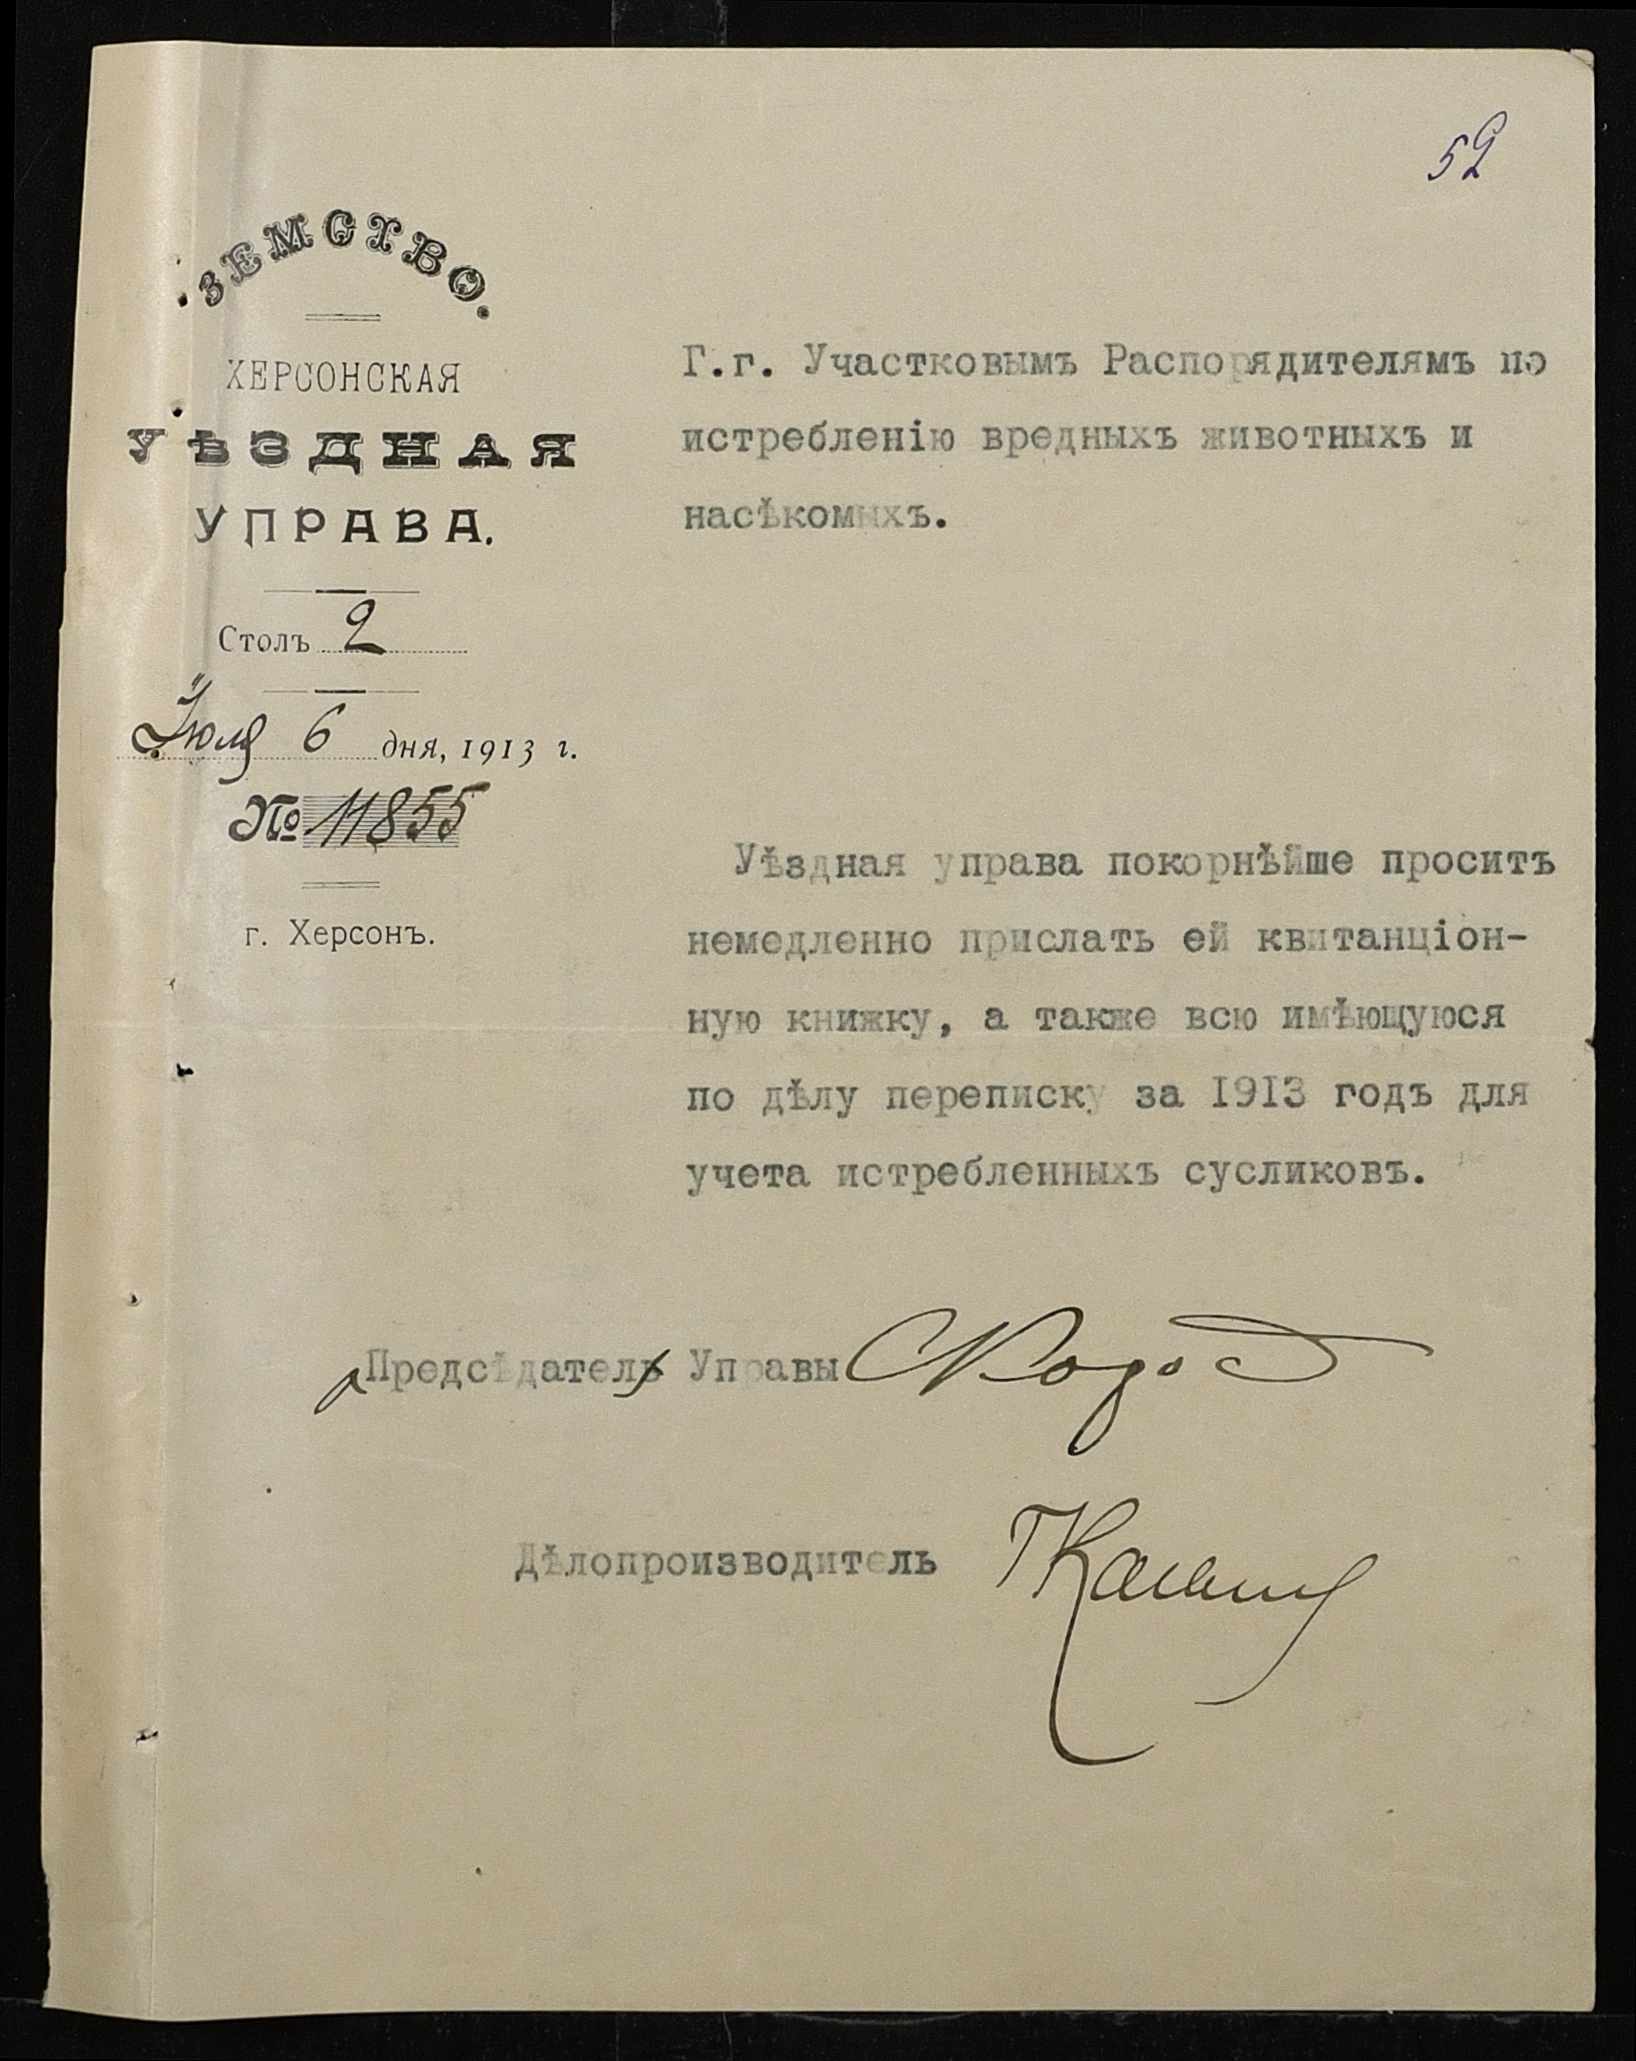 52
ЗЕМСТВО.
ХЕРСОНСКАЯ
УѢЗДНАЯ
УПРАВА.
Столъ 2
Іюля 6 дня, 1913 г.
№ 11855
г. Херсонъ.
Г.г. Участковымъ Распорядителямъ по
истребленію вредныхъ животныхъ и
насѣкомыхъ.
Уѣздная управа покорнѣйше проситъ
немедленно прислать ей квитанціон-
ную книжку, а также всю имѣющуюся
по дѣлу переписку за 1913 годъ для
учета истребленныхъ сусликовъ.
Предсѣдатель Управы
Дѣлопроизводитель